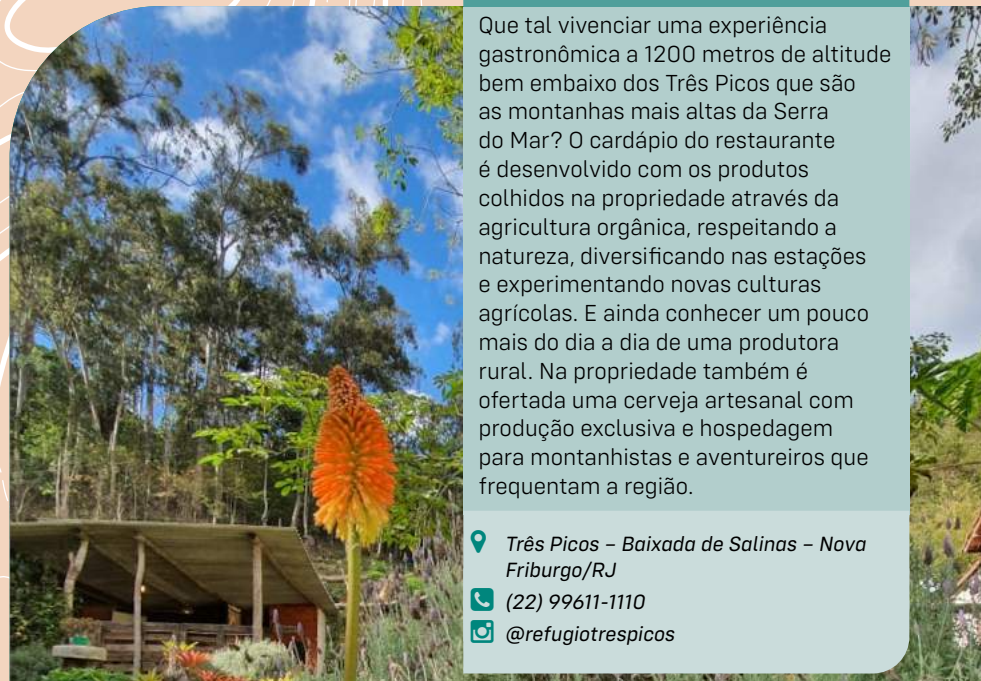 Que tal vivenciar uma experiência
gastronômica a 1200 metros de altitude
bem embaixo dos Três Picos que são
as montanhas mais altas da Serra
do Mar? O cardápio do restaurante
é desenvolvido com os produtos
colhidos na propriedade através da
agricultura orgânica, respeitando a
natureza, diversificando nas estações
e experimentando novas culturas
agrícolas. E ainda conhecer um pouco
mais do dia a dia de uma produtora
rural. Na propriedade também é
ofertada uma cerveja artesanal com
produção exclusiva e hospedagem
para montanhistas e aventureiros que
frequentam a região.
Três Picos – Baixada de Salinas – Nova
Friburgo/RJ
(22) 99611-1110
@refugiotrespicos